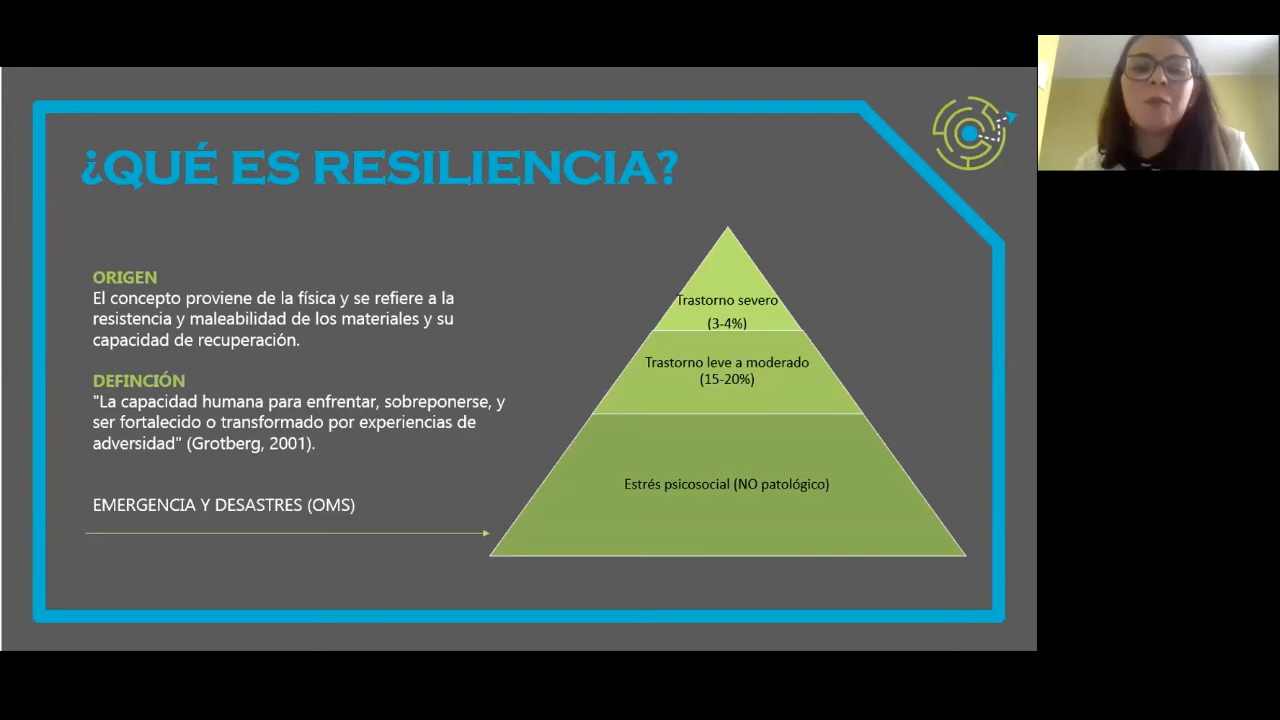 ¿QUÉ ES RESILIENCIA?
ORIGEN
El concepto proviene de la física y se refiere a la
resistencia y maleabilidad de los materiales y su
capacidad de recuperación.
DEFINCIÓN
"La capacidad humana para enfrentar, sobreponerse, y
ser fortalecido o transformado por experiencias de
adversidad" (Grotberg, 2001).
EMERGENCIA Y DESASTRES (OMS)
Trastorno severo
(3-4%)
Trastorno leve a moderado
(15-20%)
Estrés psicosocial (NO patológico)